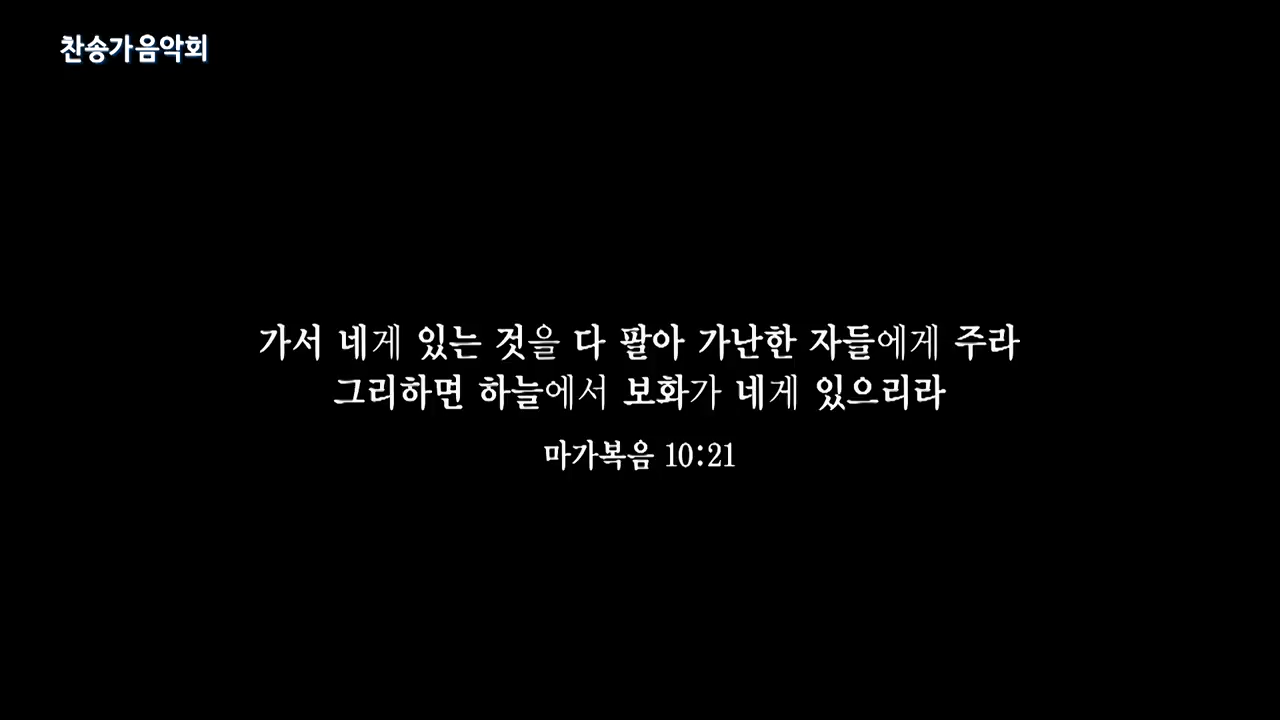 찬송가음악회
가서 네게 있는 것을 다 팔아 가난한 자들에게 주라
그리하면 하늘에서 보화가 네게 있으리라
마가복음 10:21